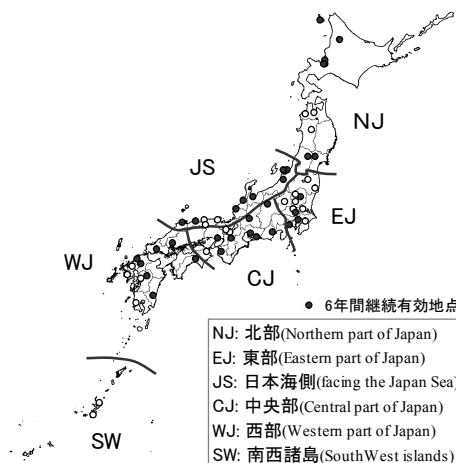 NJ
JS
EJ
WJ
CJ
● 6年間継続有効地点
NJ: 北部(Northern part of Japan)
EJ: 東部(Eastern part of Japan)
JS: 日本海側(facing the Japan Sea)
CJ: 中央部(Central part of Japan)
WJ: 西部(Western part of Japan)
SW: 南西諸島(SouthWest islands)
SW